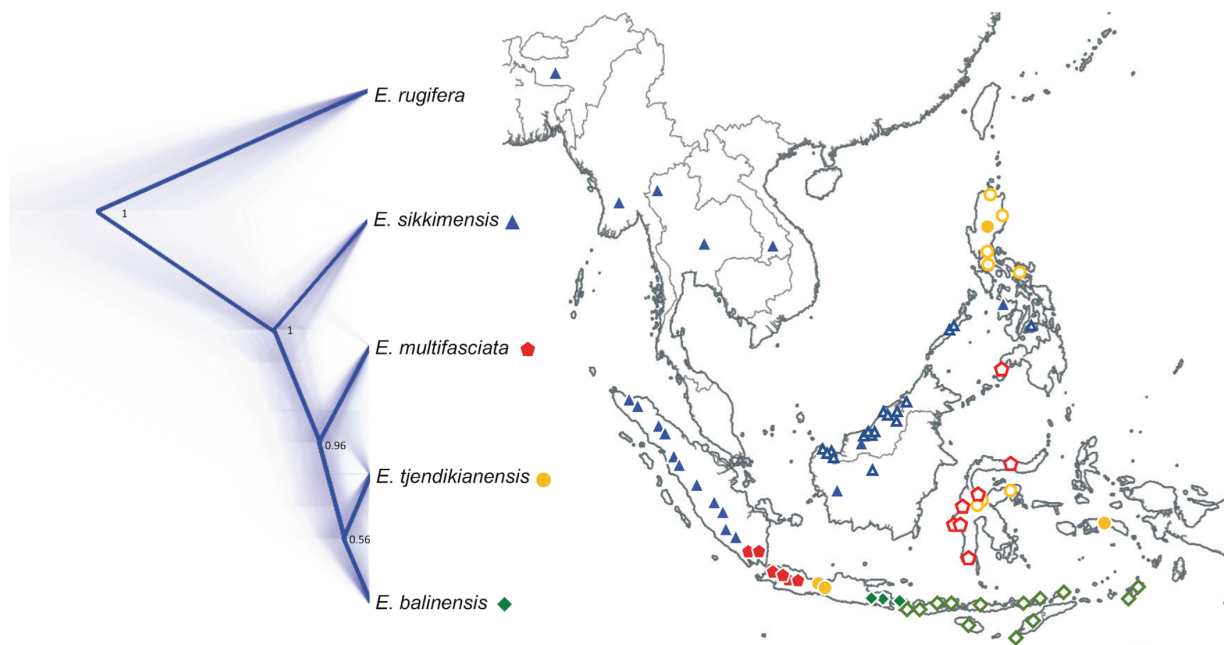 E. rugifera
1
E. sikkimensis
1
E. multifasciata
0.96
E. tjendikianensis
0.56
E. balinensis